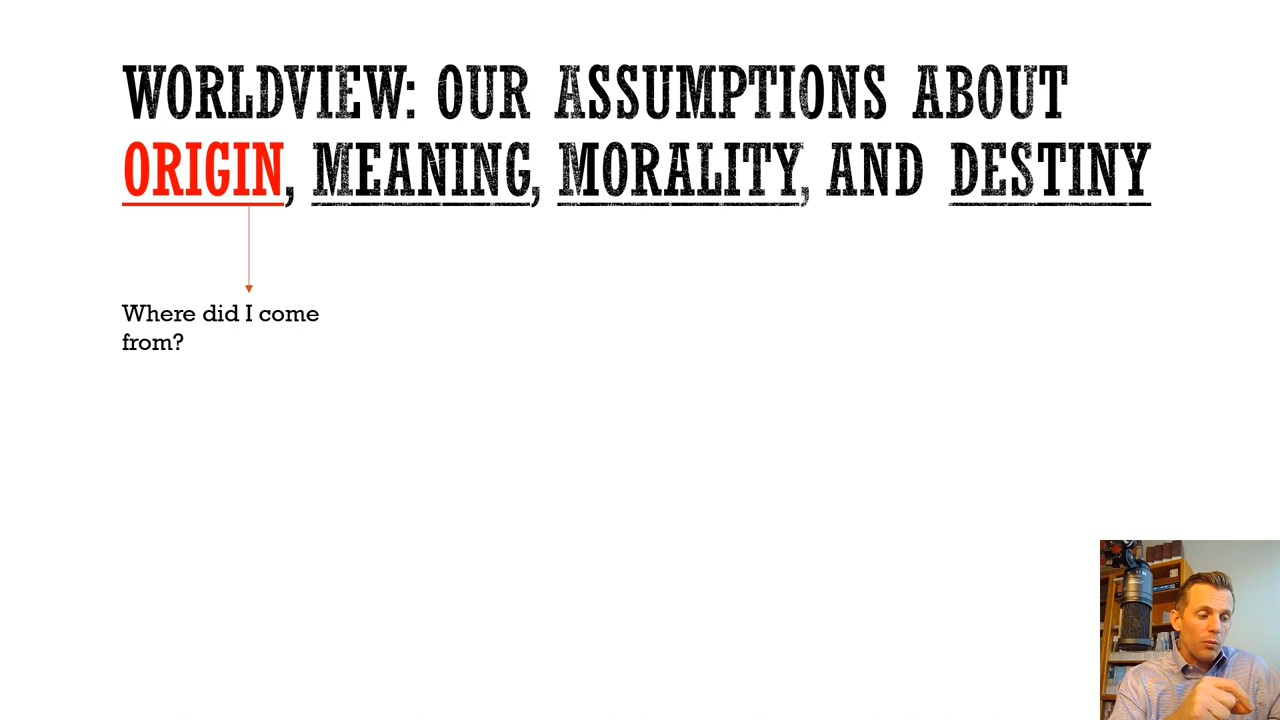 WORLDVIEW: OUR ASSUMPTIONS ABOUT
ORIGIN, MEANING, MORALITY, AND DESTINY
Where did I come
from?